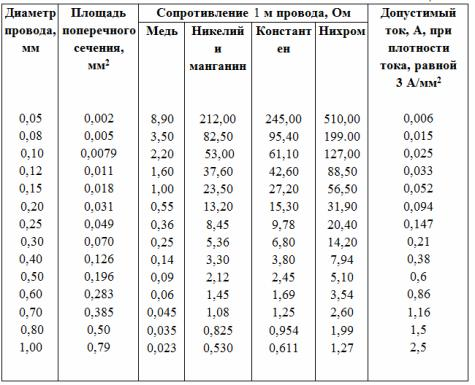 Диаметр провода, мм | Площадь поперечного сечения, мм2 | Сопротивление 1 м провода, Ом | Допустимый ток, А, при плотности тока, равной 3 А/мм2
Медь | Никелий и манганин | Константен | Нихром
0,05 0,002 8,90 212,00 245,00 510,00 0,006
0,08 0,005 3,50 82,50 95,40 199.00 0,015
0,10 0,0079 2,20 53,00 61,10 127,00 0,025
0,12 0,011 1,60 37,60 42,60 88,50 0,033
0,15 0,018 1,00 23,50 27,20 56,50 0,052
0,20 0,031 0,55 13,20 15,30 31,90 0,094
0,25 0,049 0,36 8,45 9,78 20,40 0,147
0,30 0,070 0,25 5,36 6,80 14,20 0,21
0,40 0,126 0,14 3,30 3,80 7,94 0,38
0,50 0,196 0,09 2,12 2,45 5,10 0,6
0,60 0,283 0,06 1,45 1,69 3,54 0,86
0,70 0,385 0,045 1,08 1,25 2,60 1,16
0,80 0,50 0,035 0,825 0,954 1,99 1,5
1,00 0,79 0,023 0,530 0,611 1,27 2,5